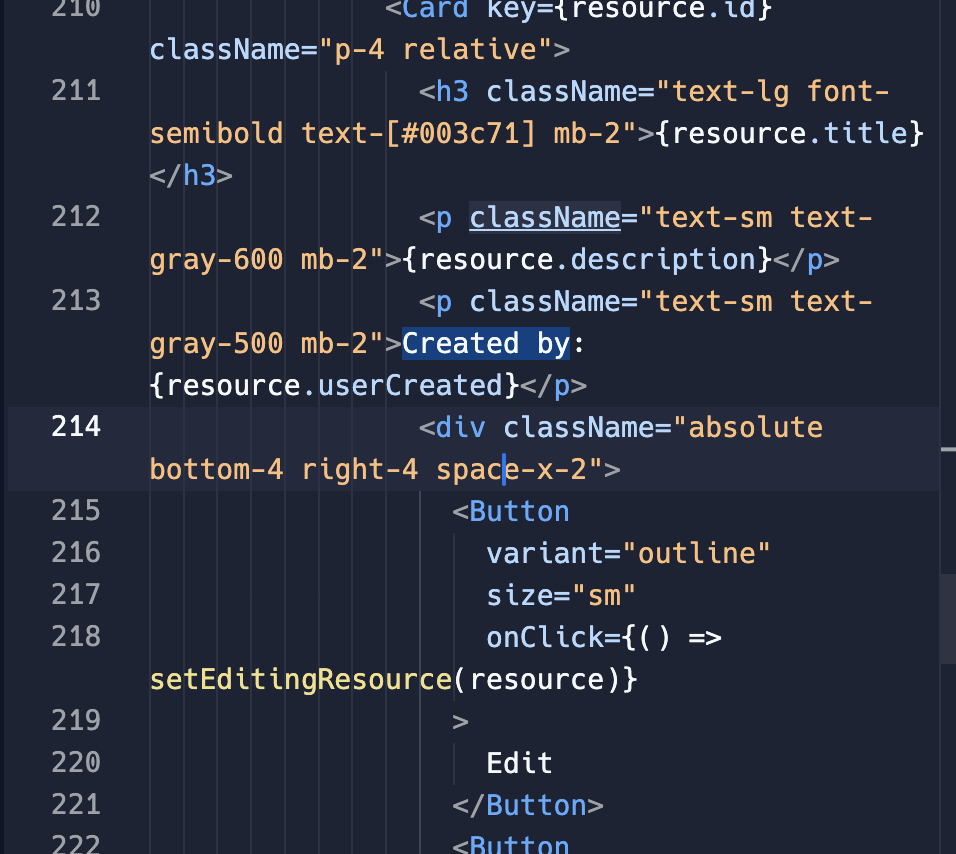 210 <Card key={resource.id}
className="p-4 relative">
211 <h3 className="text-lg font-
semibold text-[#003c71] mb-2">{resource.title}
</h3>
212 <p className="text-sm text-
gray-600 mb-2">{resource.description}</p>
213 <p className="text-sm text-
gray-500 mb-2">Created by:
{resource.userCreated}</p>
214 <div className="absolute
bottom-4 right-4 space-x-2">
215 <Button
216 variant="outline"
217 size="sm"
218 onClick={() =>
setEditingResource(resource)}
219 >
220 Edit
221 </Button>
222 <Button